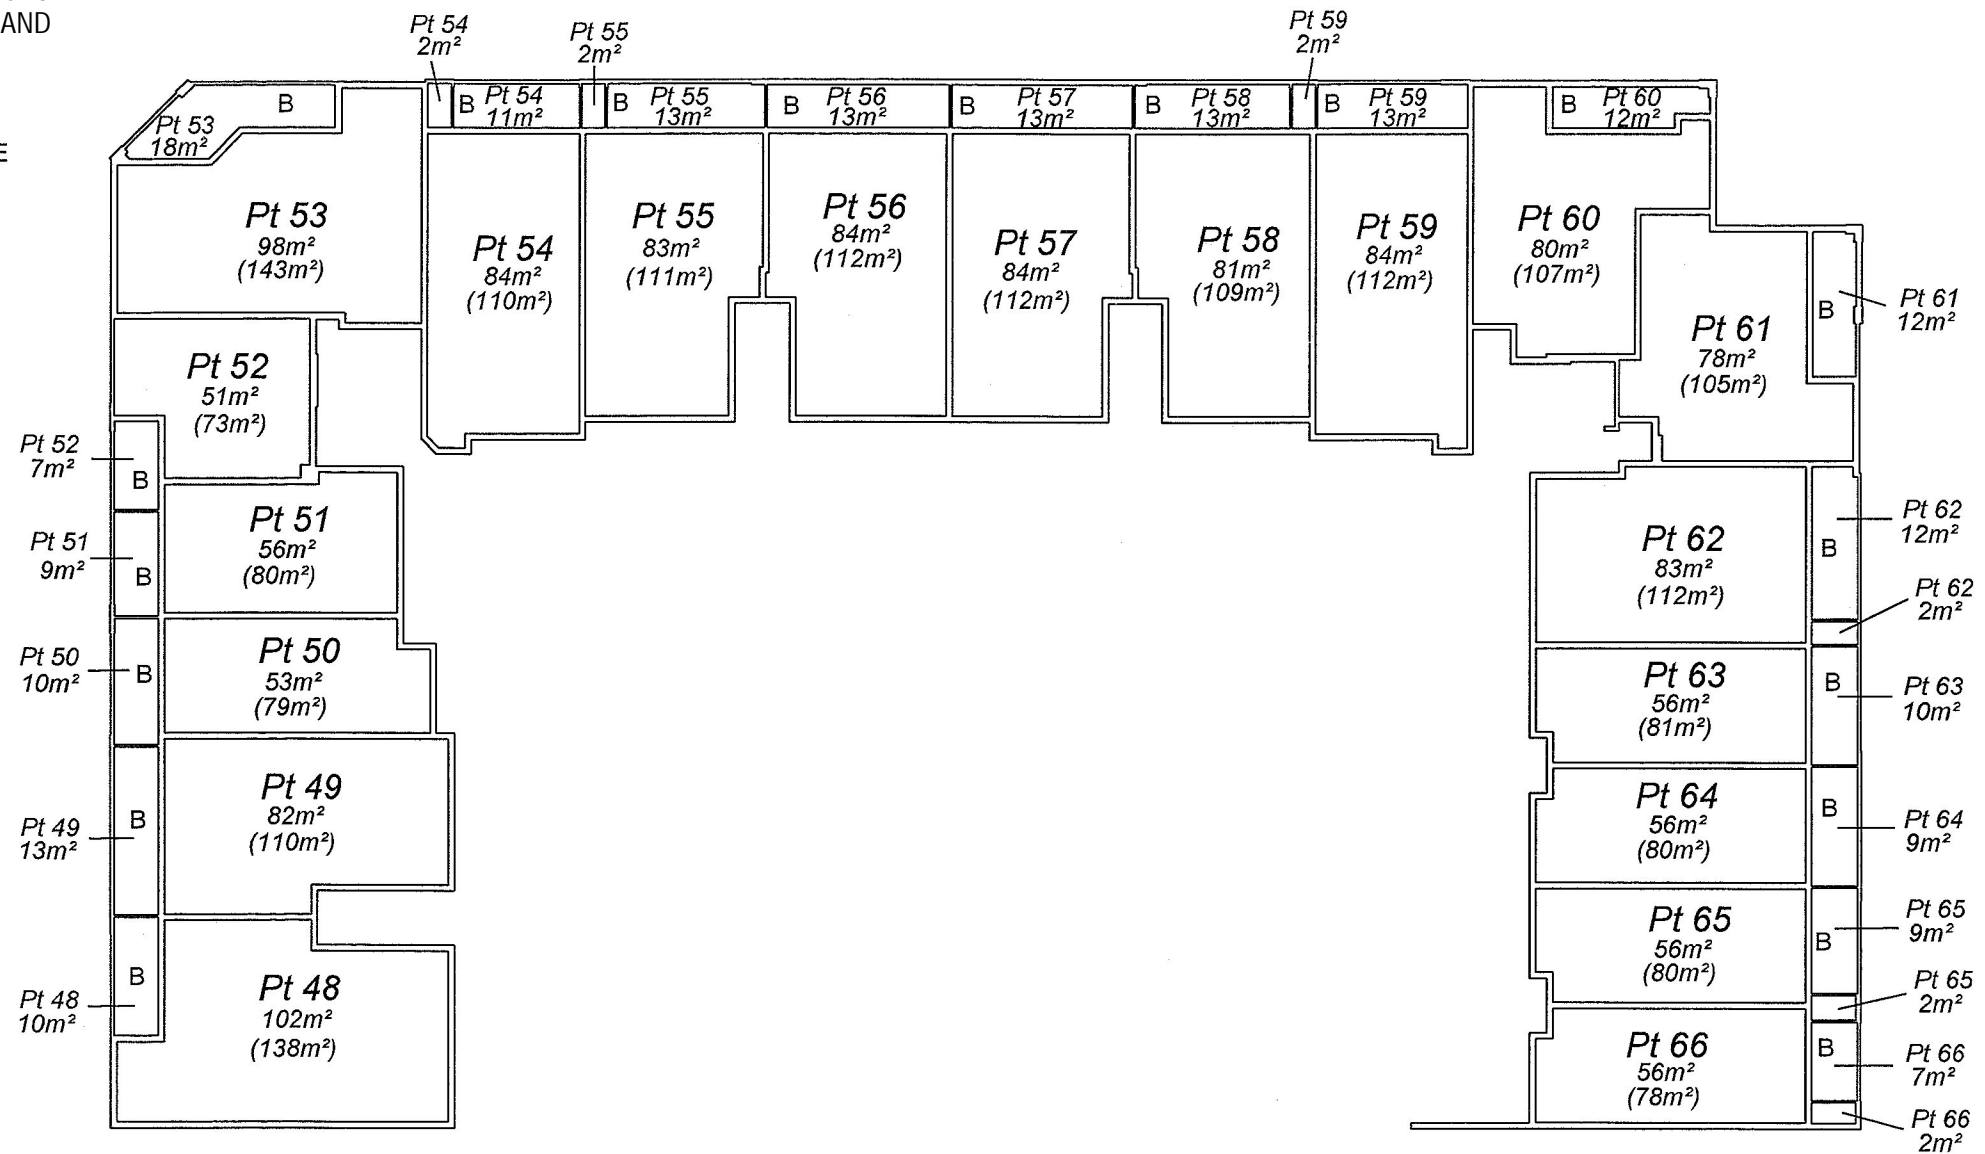 AND
E
Pt 54
2m²
Pt 55
2m²
Pt 59
2m²
B
Pt 53
18m²
B
Pt 54
11m²
B
Pt 55
13m²
B
Pt 56
13m²
B
Pt 57
13m²
B
Pt 58
13m²
B
Pt 59
13m²
B
Pt 60
12m²
Pt 53
98m²
(143m²)
Pt 54
84m²
(110m²)
Pt 55
83m²
(111m²)
Pt 56
84m²
(112m²)
Pt 57
84m²
(112m²)
Pt 58
81m²
(109m²)
Pt 59
84m²
(112m²)
Pt 60
80m²
(107m²)
Pt 61
78m²
(105m²)
B
Pt 61
12m²
Pt 52
51m²
(73m²)
Pt 52
7m²
B
Pt 51
56m²
(80m²)
Pt 51
9m²
B
Pt 50
53m²
(79m²)
Pt 50
10m²
B
Pt 49
82m²
(110m²)
Pt 49
13m²
B
Pt 48
102m²
(138m²)
Pt 48
10m²
B
Pt 62
83m²
(112m²)
B
Pt 62
12m²
Pt 62
2m²
Pt 63
56m²
(81m²)
B
Pt 63
10m²
Pt 64
56m²
(80m²)
B
Pt 64
9m²
Pt 65
56m²
(80m²)
B
Pt 65
9m²
Pt 65
2m²
Pt 66
56m²
(78m²)
B
Pt 66
7m²
Pt 66
2m²